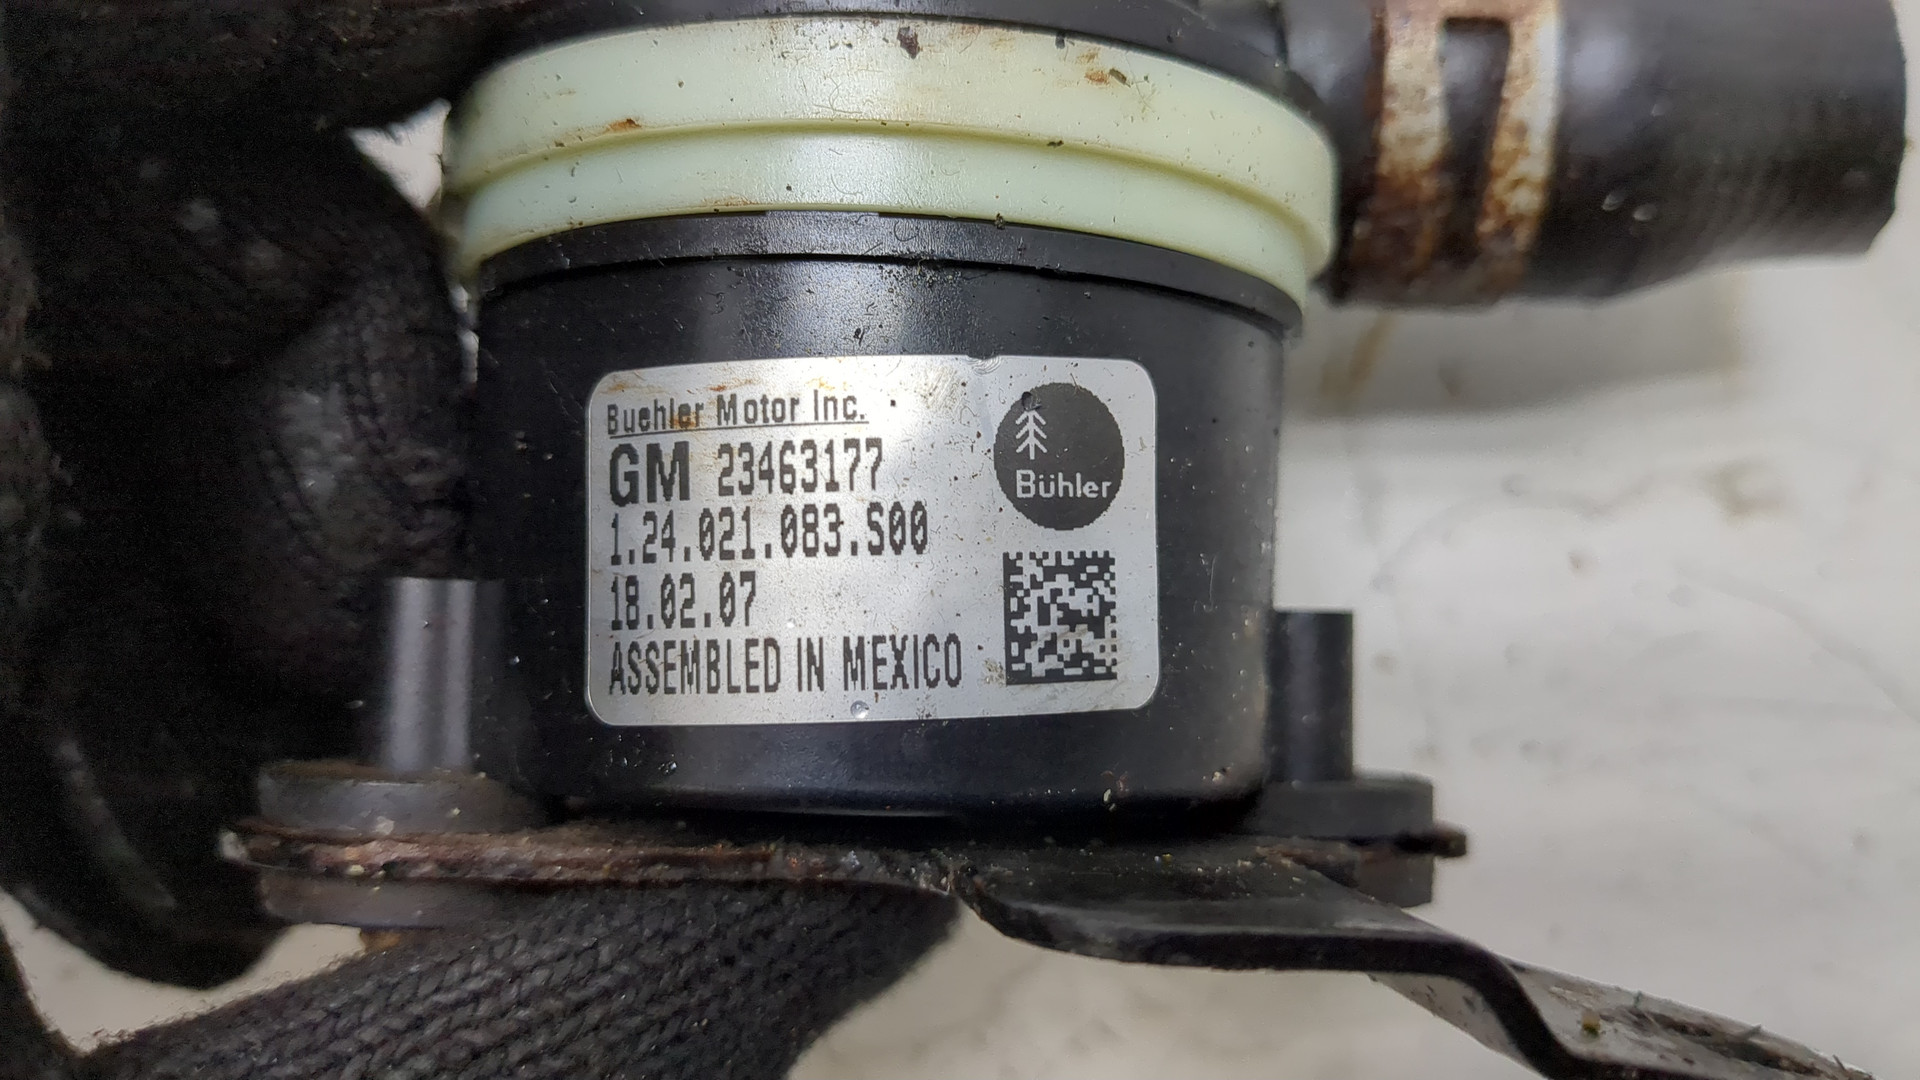 Buehler Motor Inc.
GM 23463177
1.24.021.083.S00
18.02.07
ASSEMBLED IN MEXICO
Bühler